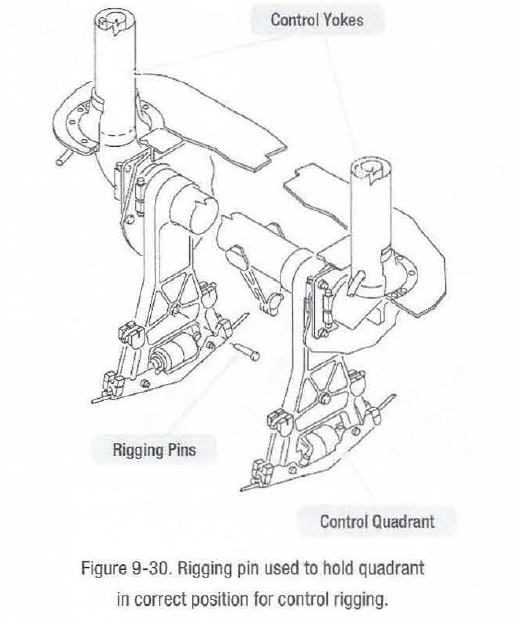 Control Yokes
Rigging Pins
Control Quadrant
Figure 9-30. Rigging pin used to hold quadrant
in correct position for control rigging.